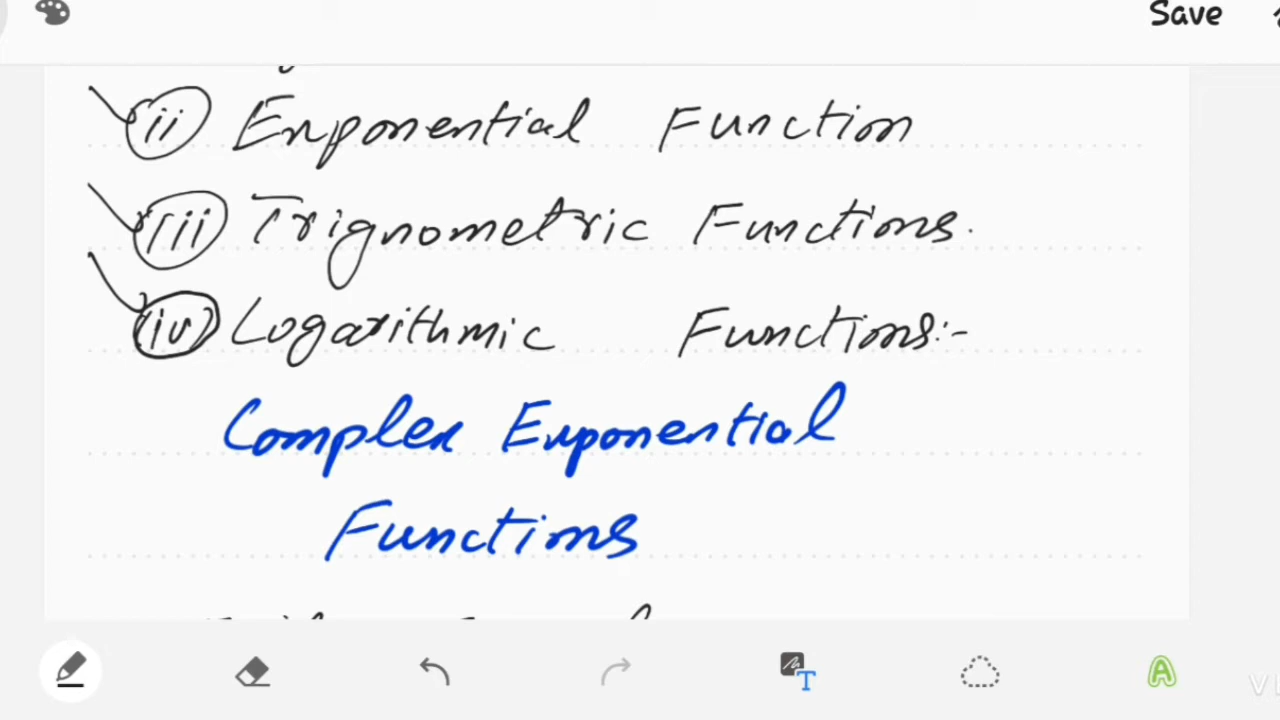 Save
(ii) Exponential Function
(iii) Trignometric Functions.
(iv) Logarithmic Functions:-
Complex Exponential
Functions